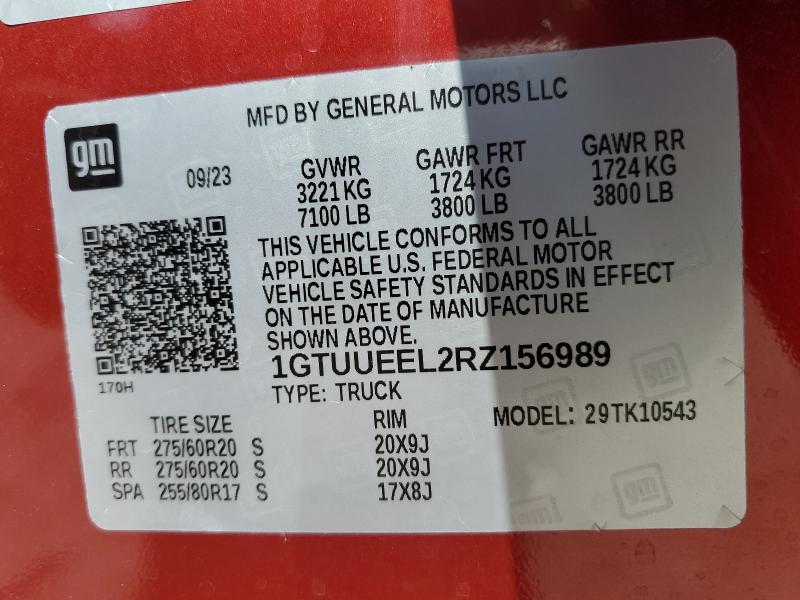 MFD BY GENERAL MOTORS LLC
gm
09/23
GVWR GAWR FRT GAWR RR
3221 KG 1724 KG 1724 KG
7100 LB 3800 LB 3800 LB
THIS VEHICLE CONFORMS TO ALL
APPLICABLE U.S. FEDERAL MOTOR
VEHICLE SAFETY STANDARDS IN EFFECT
ON THE DATE OF MANUFACTURE
SHOWN ABOVE.
1GTUUEEL2RZ156989
170H
TYPE: TRUCK
TIRE SIZE RIM MODEL: 29TK10543
FRT 275/60R20 S 20X9J
RR 275/60R20 S 20X9J
SPA 255/80R17 S 17X8J